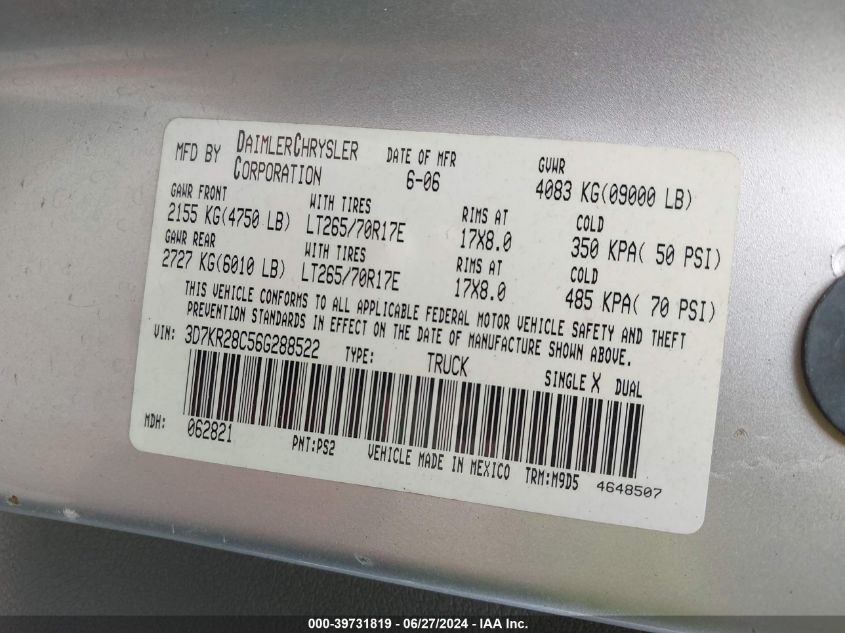 MFD BY DAIMLERCHRYSLER CORPORATION DATE OF MFR 6-06 GVWR 4083 KG(09000 LB)
GAWR FRONT WITH TIRES RIMS AT COLD
2155 KG(4750 LB) LT265/70R17E 17X8.0 350 KPA( 50 PSI)
GAWR REAR WITH TIRES RIMS AT COLD
2727 KG(6010 LB) LT265/70R17E 17X8.0 485 KPA( 70 PSI)
THIS VEHICLE CONFORMS TO ALL APPLICABLE FEDERAL MOTOR VEHICLE SAFETY AND THEFT
PREVENTION STANDARDS IN EFFECT ON THE DATE OF MANUFACTURE SHOWN ABOVE.
VIN: 3D7KR28C56G288522 TYPE: TRUCK SINGLE X DUAL
MDH: 062821 PNT:PS2 VEHICLE MADE IN MEXICO TRM:M9D5 4648507
000-39731819 - 06/27/2024 - IAA Inc.